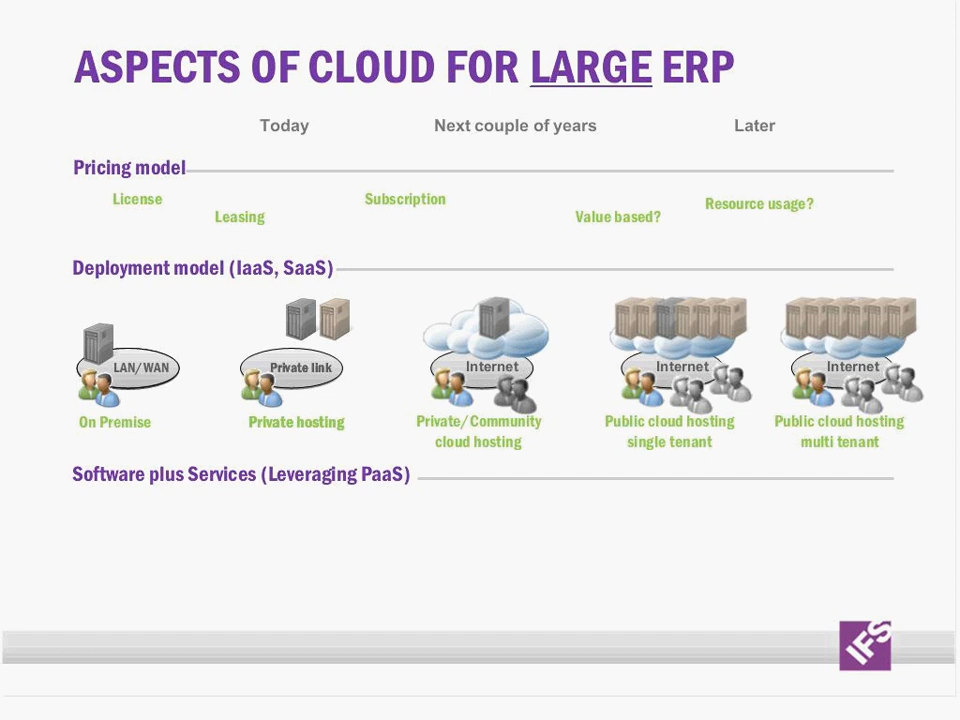 ASPECTS OF CLOUD FOR LARGE ERP
Today Next couple of years Later
Pricing model
License Subscription Resource usage?
Leasing Value based?
Deployment model (IaaS, SaaS)
LAN/WAN Private link Internet Internet Internet
On Premise Private hosting Private/Community cloud hosting Public cloud hosting single tenant Public cloud hosting multi tenant
Software plus Services (Leveraging PaaS)
IFS